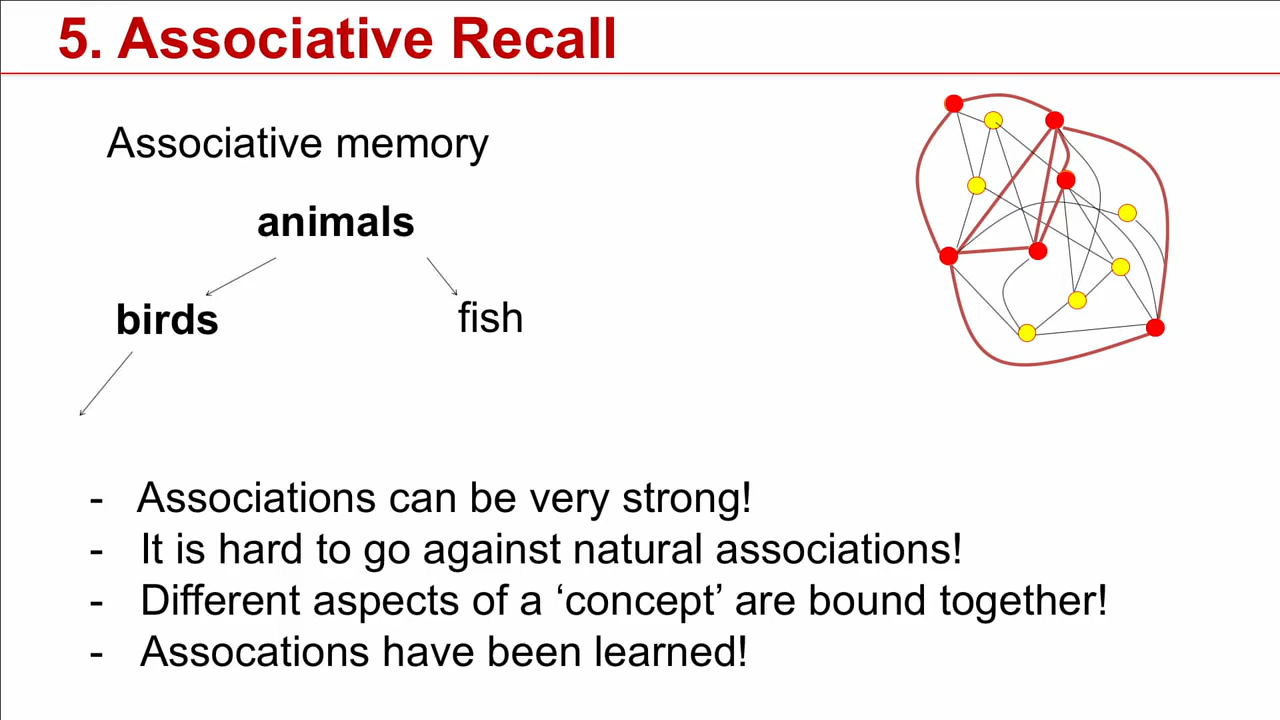 5. Associative Recall
Associative memory
animals
birds
fish
- Associations can be very strong!
- It is hard to go against natural associations!
- Different aspects of a ‘concept’ are bound together!
- Assocations have been learned!